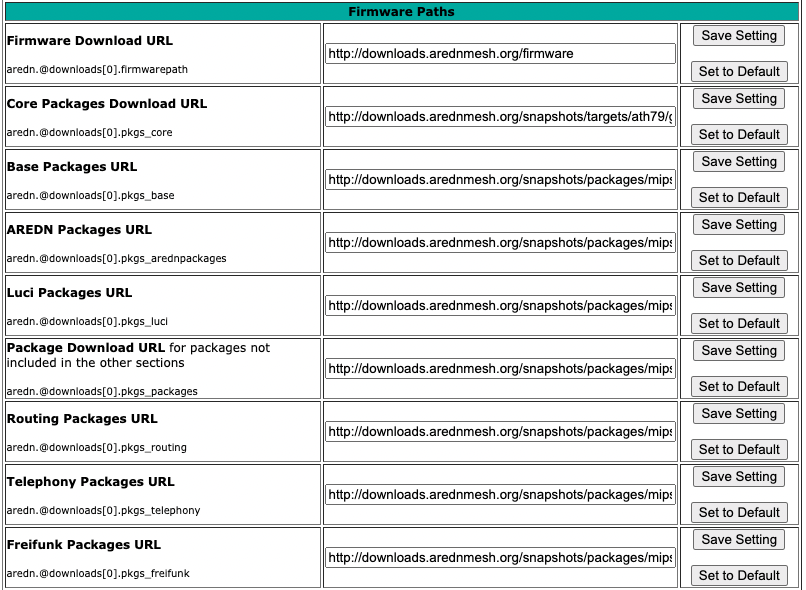 Firmware Paths
Firmware Download URL
aredn.@downloads[0].firmwarepath
http://downloads.arednmesh.org/firmware
Save Setting
Set to Default
Core Packages Download URL
aredn.@downloads[0].pkgs_core
http://downloads.arednmesh.org/snapshots/targets/ath79/g
Save Setting
Set to Default
Base Packages URL
aredn.@downloads[0].pkgs_base
http://downloads.arednmesh.org/snapshots/packages/mips
Save Setting
Set to Default
AREDN Packages URL
aredn.@downloads[0].pkgs_arednpackages
http://downloads.arednmesh.org/snapshots/packages/mips
Save Setting
Set to Default
Luci Packages URL
aredn.@downloads[0].pkgs_luci
http://downloads.arednmesh.org/snapshots/packages/mips
Save Setting
Set to Default
Package Download URL for packages not
included in the other sections
aredn.@downloads[0].pkgs_packages
http://downloads.arednmesh.org/snapshots/packages/mips
Save Setting
Set to Default
Routing Packages URL
aredn.@downloads[0].pkgs_routing
http://downloads.arednmesh.org/snapshots/packages/mips
Save Setting
Set to Default
Telephony Packages URL
aredn.@downloads[0].pkgs_telephony
http://downloads.arednmesh.org/snapshots/packages/mips
Save Setting
Set to Default
Freifunk Packages URL
aredn.@downloads[0].pkgs_freifunk
http://downloads.arednmesh.org/snapshots/packages/mips
Save Setting
Set to Default